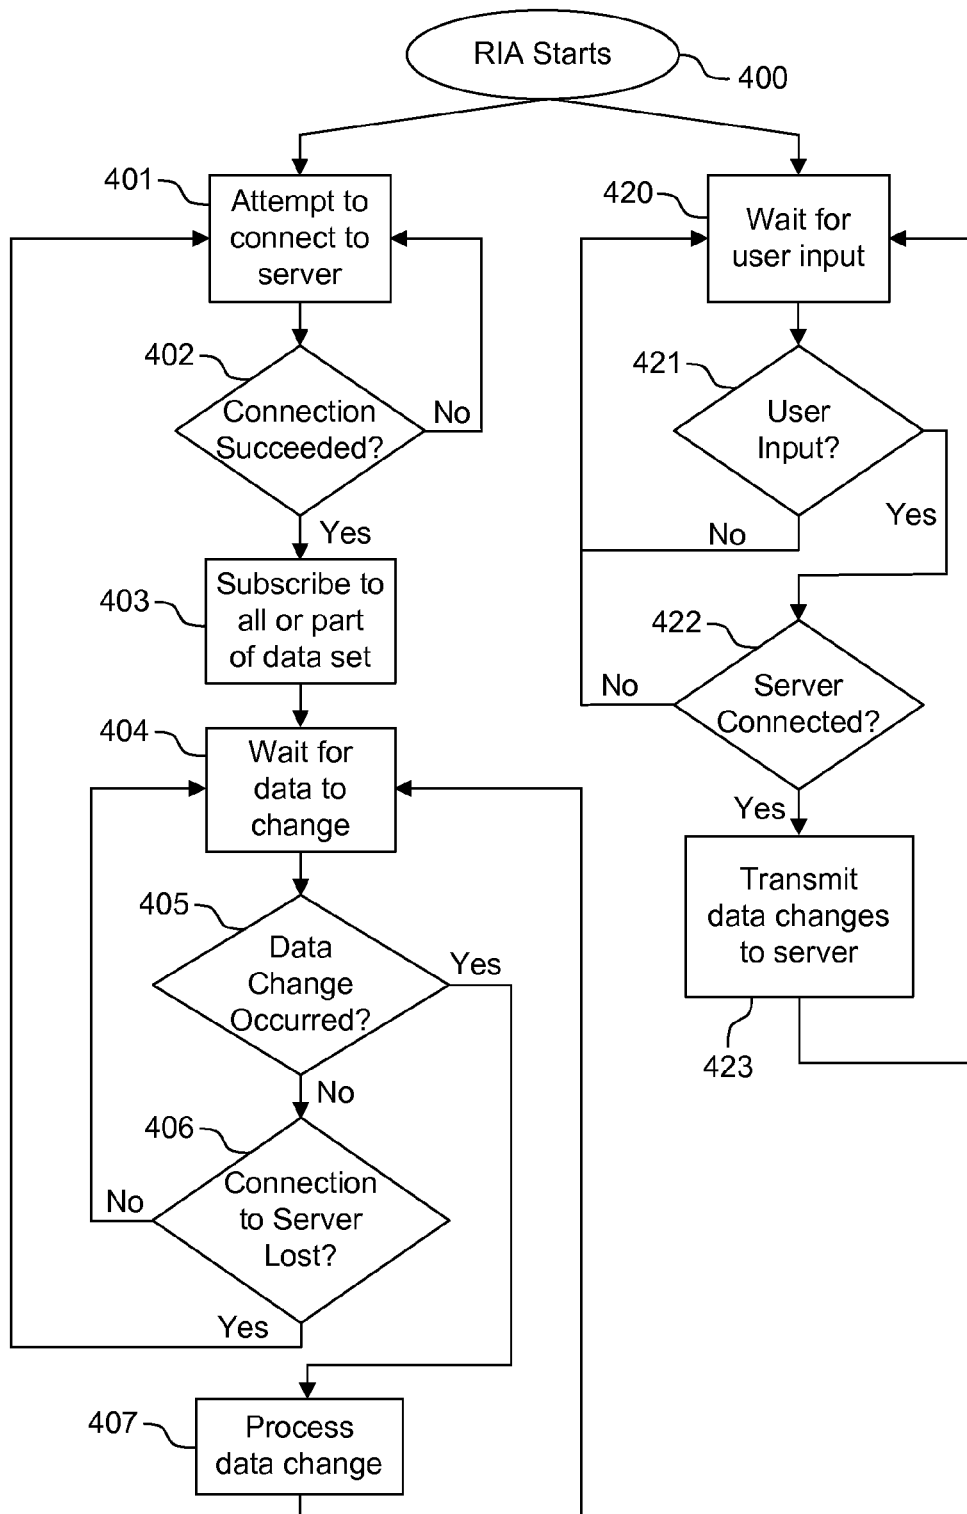 RIA Starts
400
401
Attempt to
connect to
server
402
Connection
Succeeded?
No
Yes
403
Subscribe to
all or part
of data set
404
Wait for
data to
change
405
Data
Change
Occurred?
Yes
No
406
Connection
to Server
Lost?
No
Yes
407
Process
data change
420
Wait for
user input
421
User
Input?
No
Yes
422
Server
Connected?
No
Yes
Transmit
data changes
to server
423